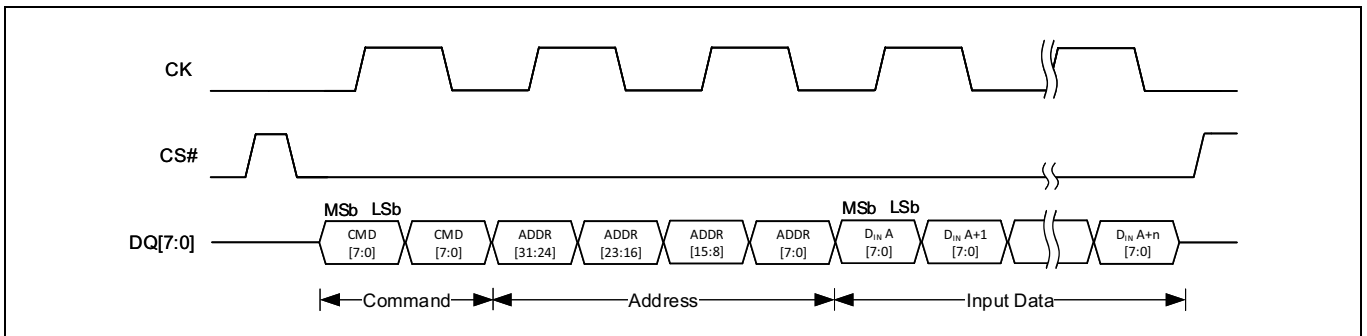 CK
CS#
MSb LSb MSb LSb
DQ[7:0] CMD CMD ADDR ADDR ADDR ADDR DIN A DIN A+1 DIN A+n
[7:0] [7:0] [31:24] [23:16] [15:8] [7:0] [7:0] [7:0] [7:0]
Command Address Input Data